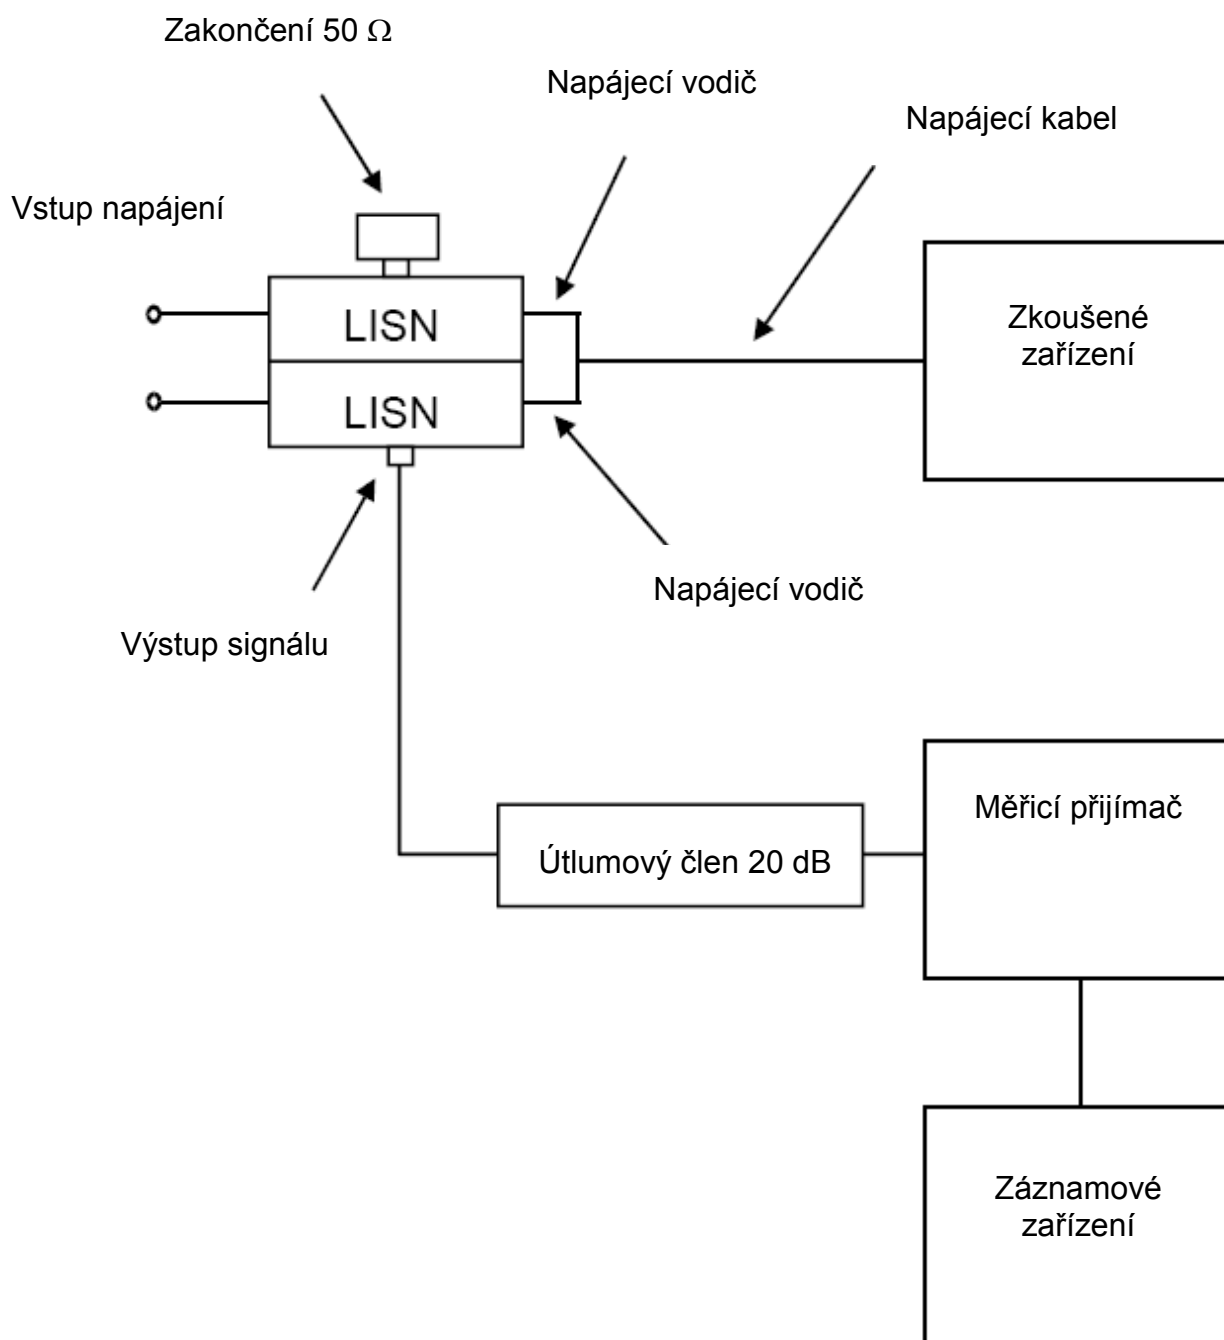 Zakončení 50 Ω
Napájecí vodič
Napájecí kabel
Vstup napájení
LISN
LISN
Zkoušené
zařízení
Napájecí vodič
Výstup signálu
Měřicí přijímač
Útlumový člen 20 dB
Záznamové
zařízení